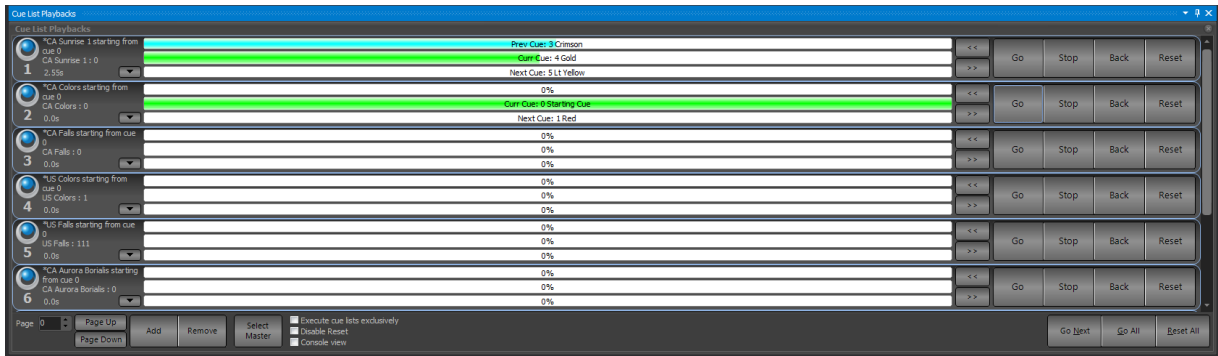 Cue List Playbacks
Cue List Playbacks
*CA Sunrise 1 starting from
cue 0
CA Sunrise 1 : 0
1 2.55s
Prev Cue: 3 Crimson
Curr Cue: 4 Gold
Next Cue: 5 Lt Yellow
<<
>>
Go Stop Back Reset
*CA Colors starting from
cue 0
CA Colors : 0
2 0.0s
0%
Curr Cue: 0 Starting Cue
Next Cue: 1 Red
<<
>>
Go Stop Back Reset
*CA Falls starting from cue
0
CA Falls : 0
3 0.0s
0%
0%
0%
<<
>>
Go Stop Back Reset
*US Colors starting from
cue 0
US Colors : 1
4 0.0s
0%
0%
0%
<<
>>
Go Stop Back Reset
*US Falls starting from cue
0
US Falls : 111
5 0.0s
0%
0%
0%
<<
>>
Go Stop Back Reset
*CA Aurora Borialis starting
from cue 0
CA Aurora Borialis : 0
6 0.0s
0%
0%
0%
<<
>>
Go Stop Back Reset
Page 0
Page Up
Page Down
Add Remove
Select
Master
Execute cue lists exclusively
Disable Reset
Console view
Go Next Go All Reset All